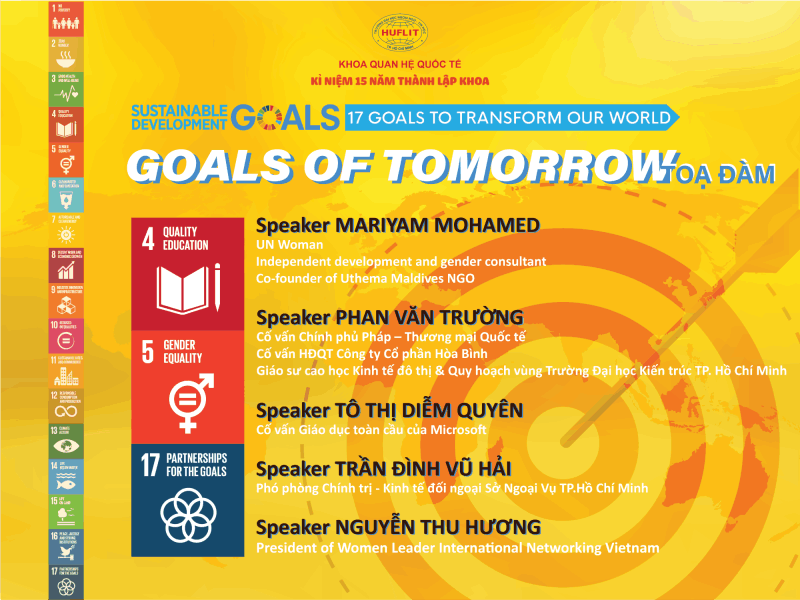 HUFLIT
KHOA QUAN HỆ QUỐC TẾ
KỈ NIỆM 15 NĂM THÀNH LẬP KHOA
SUSTAINABLE DEVELOPMENT GOALS
17 GOALS TO TRANSFORM OUR WORLD
GOALS OF TOMORROW
TOẠ ĐÀM
4 QUALITY EDUCATION
5 GENDER EQUALITY
17 PARTNERSHIPS FOR THE GOALS
Speaker MARIYAM MOHAMED
UN Woman
Independent development and gender consultant
Co-founder of Uthema Maldives NGO
Speaker PHAN VĂN TRƯỜNG
Cố vấn Chính phủ Pháp – Thương mại Quốc tế
Cố vấn HĐQT Công ty Cổ phần Hòa Bình
Giáo sư cao học Kinh tế đô thị & Quy hoạch vùng Trường Đại học Kiến trúc TP. Hồ Chí Minh
Speaker TÔ THỊ DIỄM QUYÊN
Cố vấn Giáo dục toàn cầu của Microsoft
Speaker TRẦN ĐÌNH VŨ HẢI
Phó phòng Chính trị - Kinh tế đối ngoại Sở Ngoại Vụ TP.Hồ Chí Minh
Speaker NGUYỄN THU HƯƠNG
President of Women Leader International Networking Vietnam